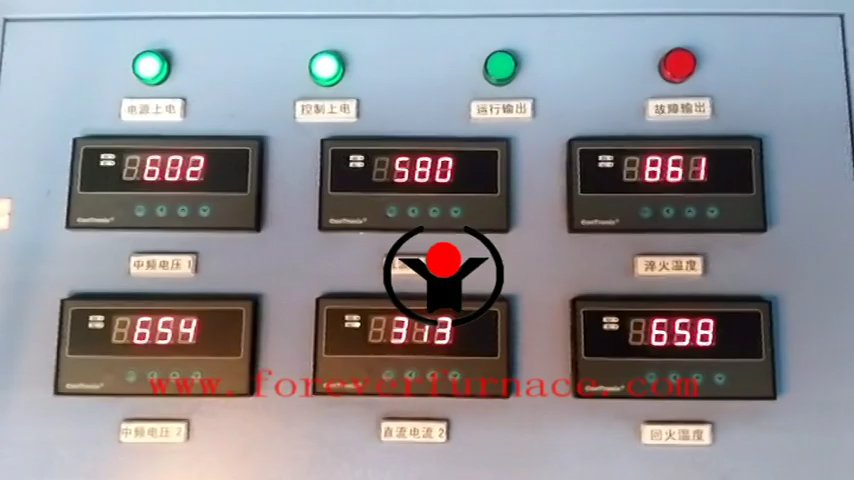 电源上电 控制上电 运行输出 故障输出
602 580 861
中频电压1 淬火温度
654 313 658
www.foreverfurnace.com
中频电压2 直流电流2 回火温度